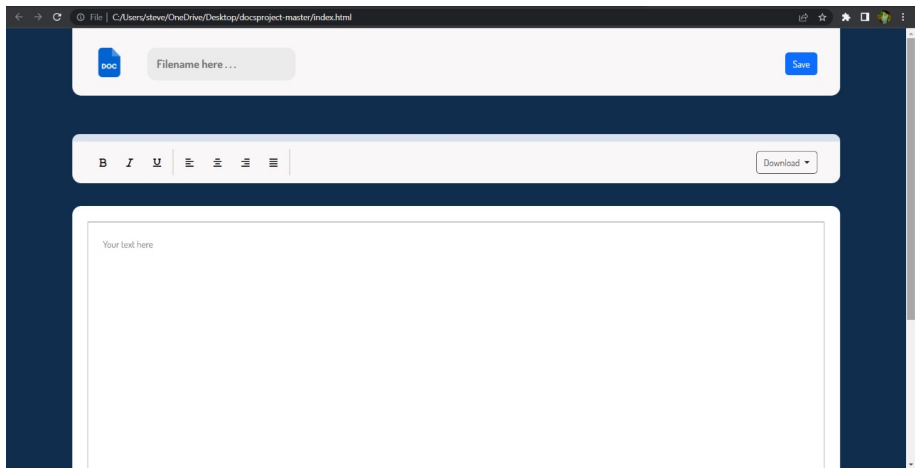 File | C:/Users/steve/OneDrive/Desktop/docsproject-master/index.html
DOC
Filename here . . .
Save
B I U
Download
Your text here